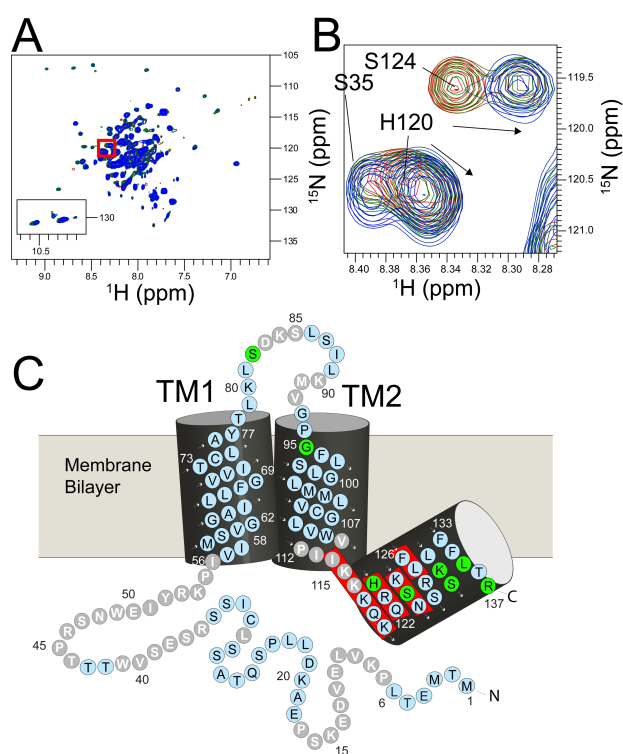 A
105
110
115
120
125
130
135
130
10.5
9.0 8.5 8.0 7.5 7.0
¹H (ppm)
¹⁵N (ppm)
B
S124
S35
H120
119.5
120.0
120.5
121.0
8.40 8.38 8.36 8.34 8.32 8.30 8.28
¹H (ppm)
¹⁵N (ppm)
C
85
S D K S L S I L
80 L K L
90 K M V
TM1
TM2
G P
T
A Y 77
73 T C L
V V I 69
L L F G
G A I 62
M S V G
56 I V I 58
95 G F L
S L G 100
L M M L
V C G 107
L V W V
112 P I I K K
Membrane
Bilayer
115
122
126
133
137
H K R S
K Q N S
R Q
K
F L
F L F
K L T R
C
50
P K R Y I E W N S R P
45
T T T V W S E S R S S I C L S S A T Q S P L L D K A E P S K E D V E L V K P L T E M T M
40
20
15
6
1
N